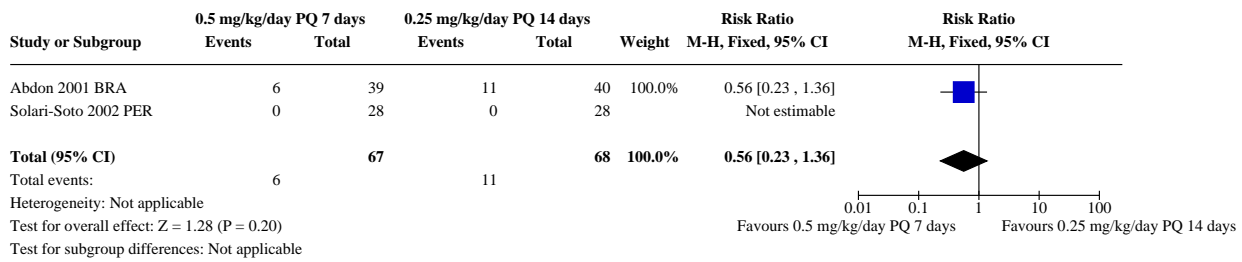 0.5 mg/kg/day PQ 7 days 0.25 mg/kg/day PQ 14 days Risk Ratio Risk Ratio
Study or Subgroup Events Total Events Total Weight M-H, Fixed, 95% CI M-H, Fixed, 95% CI
Abdon 2001 BRA 6 39 11 40 100.0% 0.56 [0.23 , 1.36]
Solari-Soto 2002 PER 0 28 0 28 Not estimable
Total (95% CI) 67 68 100.0% 0.56 [0.23 , 1.36]
Total events: 6 11
Heterogeneity: Not applicable 0.01 0.1 1 10 100
Test for overall effect: Z = 1.28 (P = 0.20) Favours 0.5 mg/kg/day PQ 7 days Favours 0.25 mg/kg/day PQ 14 days
Test for subgroup differences: Not applicable